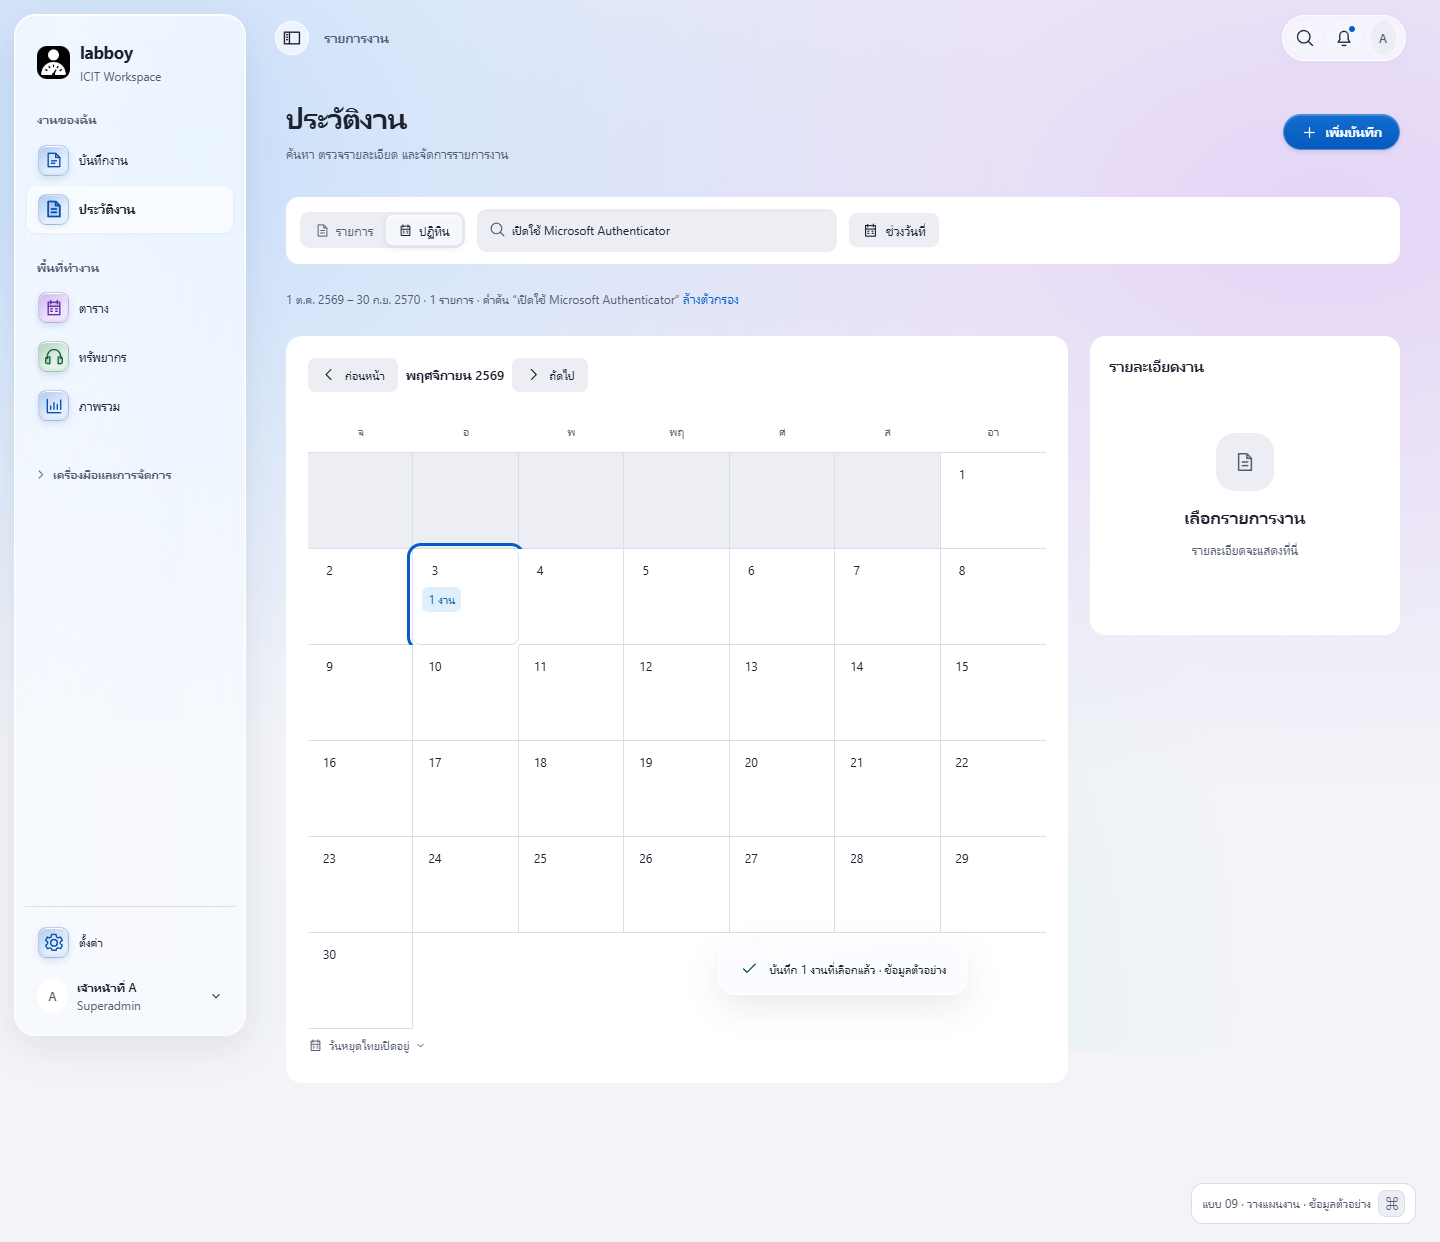 labboy
ICIT Workspace
งานของฉัน
บันทึกงาน
ประวัติงาน
พื้นที่ทำงาน
ตาราง
ทรัพยากร
ภาพรวม
เครื่องมือและการจัดการ
ตั้งค่า
A
เจ้าหน้าที่ A
Superadmin
รายการงาน
A
ประวัติงาน
ค้นหา ตรวจรายละเอียด และจัดการรายการงาน
เพิ่มบันทึก
รายการ
ปฏิทิน
เปิดใช้ Microsoft Authenticator
ช่วงวันที่
1 ต.ค. 2569 – 30 ก.ย. 2570 · 1 รายการ · คำค้น “เปิดใช้ Microsoft Authenticator” ล้างตัวกรอง
ก่อนหน้า
พฤศจิกายน 2569
ถัดไป
จ อ พ พฤ ศ ส อา
1
2 3 4 5 6 7 8
1 งาน
9 10 11 12 13 14 15
16 17 18 19 20 21 22
23 24 25 26 27 28 29
30
บันทึก 1 งานที่เลือกแล้ว · ข้อมูลตัวอย่าง
วันหยุดไทยเปิดอยู่
รายละเอียดงาน
เลือกรายการงาน
รายละเอียดจะแสดงที่นี่
แบบ 09 · วางแผนงาน · ข้อมูลตัวอย่าง ⌘